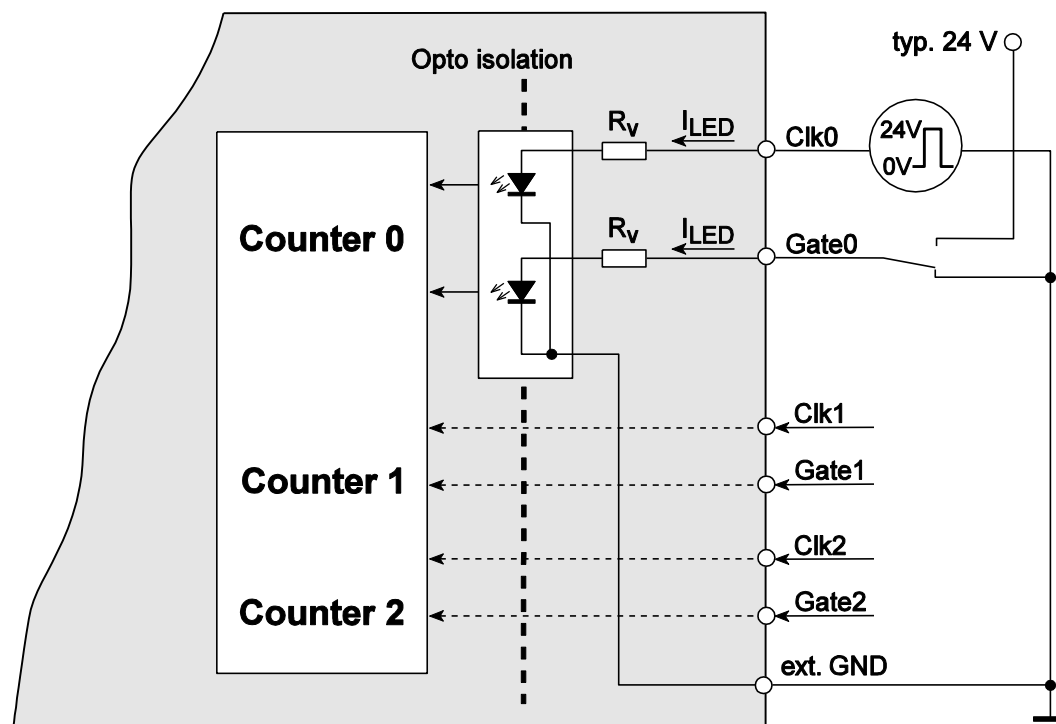 typ. 24 V
Opto isolation
Rv
ILED
Clk0
24V
0V
Counter 0
Rv
ILED
Gate0
Clk1
Counter 1
Gate1
Clk2
Counter 2
Gate2
ext. GND